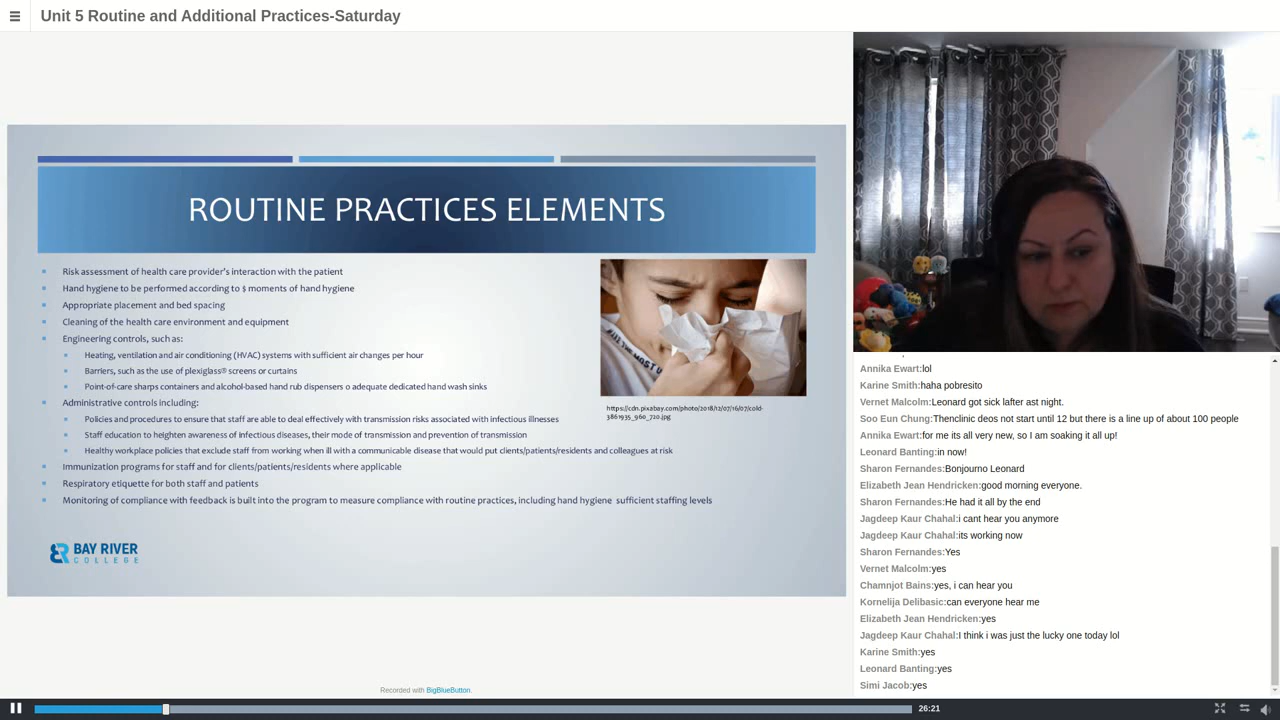 Unit 5 Routine and Additional Practices-Saturday
ROUTINE PRACTICES ELEMENTS
Risk assessment of health care provider's interaction with the patient
Hand hygiene to be performed according to $ moments of hand hygiene
Appropriate placement and bed spacing
Cleaning of the health care environment and equipment
Engineering controls, such as:
Heating, ventilation and air conditioning (HVAC) systems with sufficient air changes per hour
Barriers, such as the use of plexiglass® screens or curtains
Point-of-care sharps containers and alcohol-based hand rub dispensers o adequate dedicated hand wash sinks
Administrative controls including:
Policies and procedures to ensure that staff are able to deal effectively with transmission risks associated with infectious illnesses
Staff education to heighten awareness of infectious diseases, their mode of transmission and prevention of transmission
Healthy workplace policies that exclude staff from working when ill with a communicable disease that would put clients/patients/residents and colleagues at risk
Immunization programs for staff and for clients/patients/residents where applicable
Respiratory etiquette for both staff and patients
Monitoring of compliance with feedback is built into the program to measure compliance with routine practices, including hand hygiene sufficient staffing levels
https://cdn.pixabay.com/photo/2018/12/07/16/07/cold-
3861935_960_720.jpg
BAY RIVER
COLLEGE
Annika Ewart:lol
Karine Smith:haha pobresito
Vernet Malcolm:Leonard got sick lafter ast night.
Soo Eun Chung:Thenclinic deos not start until 12 but there is a line up of about 100 people
Annika Ewart:for me its all very new, so I am soaking it all up!
Leonard Banting:in now!
Sharon Fernandes:Bonjourno Leonard
Elizabeth Jean Hendricken:good morning everyone.
Sharon Fernandes:He had it all by the end
Jagdeep Kaur Chahal:i cant hear you anymore
Jagdeep Kaur Chahal:its working now
Sharon Fernandes:Yes
Vernet Malcolm:yes
Chamnjot Bains:yes, i can hear you
Kornelija Delibasic:can everyone hear me
Elizabeth Jean Hendricken:yes
Jagdeep Kaur Chahal:I think i was just the lucky one today lol
Karine Smith:yes
Leonard Banting:yes
Simi Jacob:yes
Recorded with BigBlueButton.
26:21